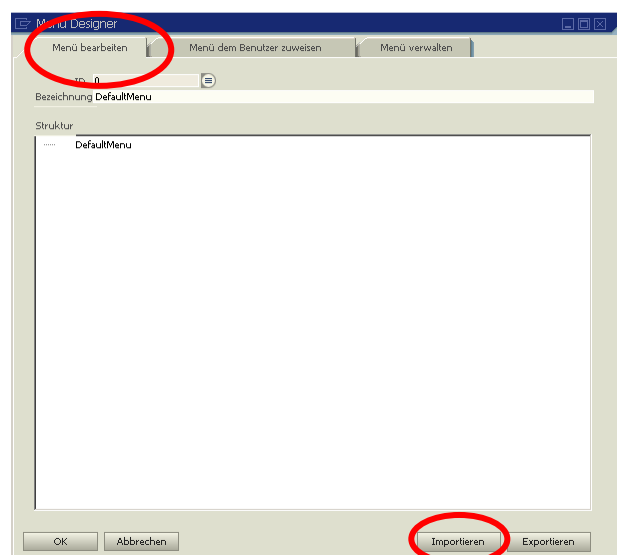 Menü Designer
Menü bearbeiten Menü dem Benutzer zuweisen Menü verwalten
ID 0
Bezeichnung DefaultMenu
Struktur
DefaultMenu
OK Abbrechen Importieren Exportieren